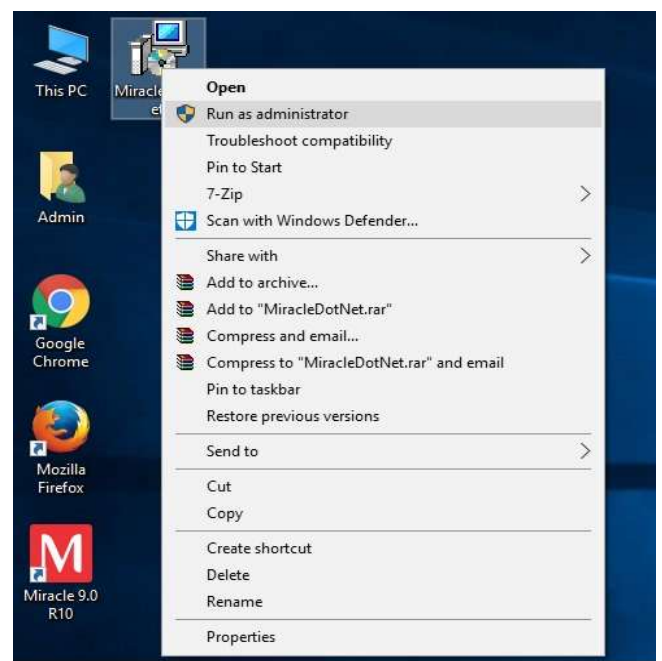 This PC
Miracle
et
Admin
Google
Chrome
Mozilla
Firefox
M
Miracle 9.0
R10
Open
Run as administrator
Troubleshoot compatibility
Pin to Start
7-Zip
Scan with Windows Defender...
Share with
Add to archive...
Add to "MiracleDotNet.rar"
Compress and email...
Compress to "MiracleDotNet.rar" and email
Pin to taskbar
Restore previous versions
Send to
Cut
Copy
Create shortcut
Delete
Rename
Properties